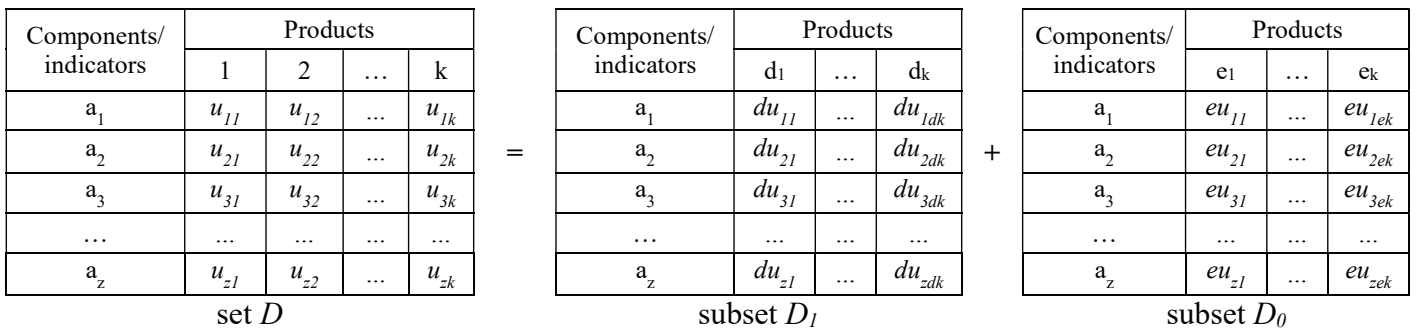 Components/ indicators Products Components/ indicators Products Components/ indicators Products
1 2 … k d1 … dk e1 … ek
a1 u11 u12 ... u1k a1 du11 ... du1dk a1 eu11 ... eu1ek
a2 u21 u22 ... u2k = a2 du21 ... du2dk + a2 eu21 ... eu2ek
a3 u31 u32 ... u3k a3 du31 ... du3dk a3 eu31 ... eu3ek
… ... ... ... ... … ... ... ... … ... ... ...
az uz1 uz2 ... uzk az duz1 ... duzdk az euz1 ... euzek
set D subset D1 subset D0